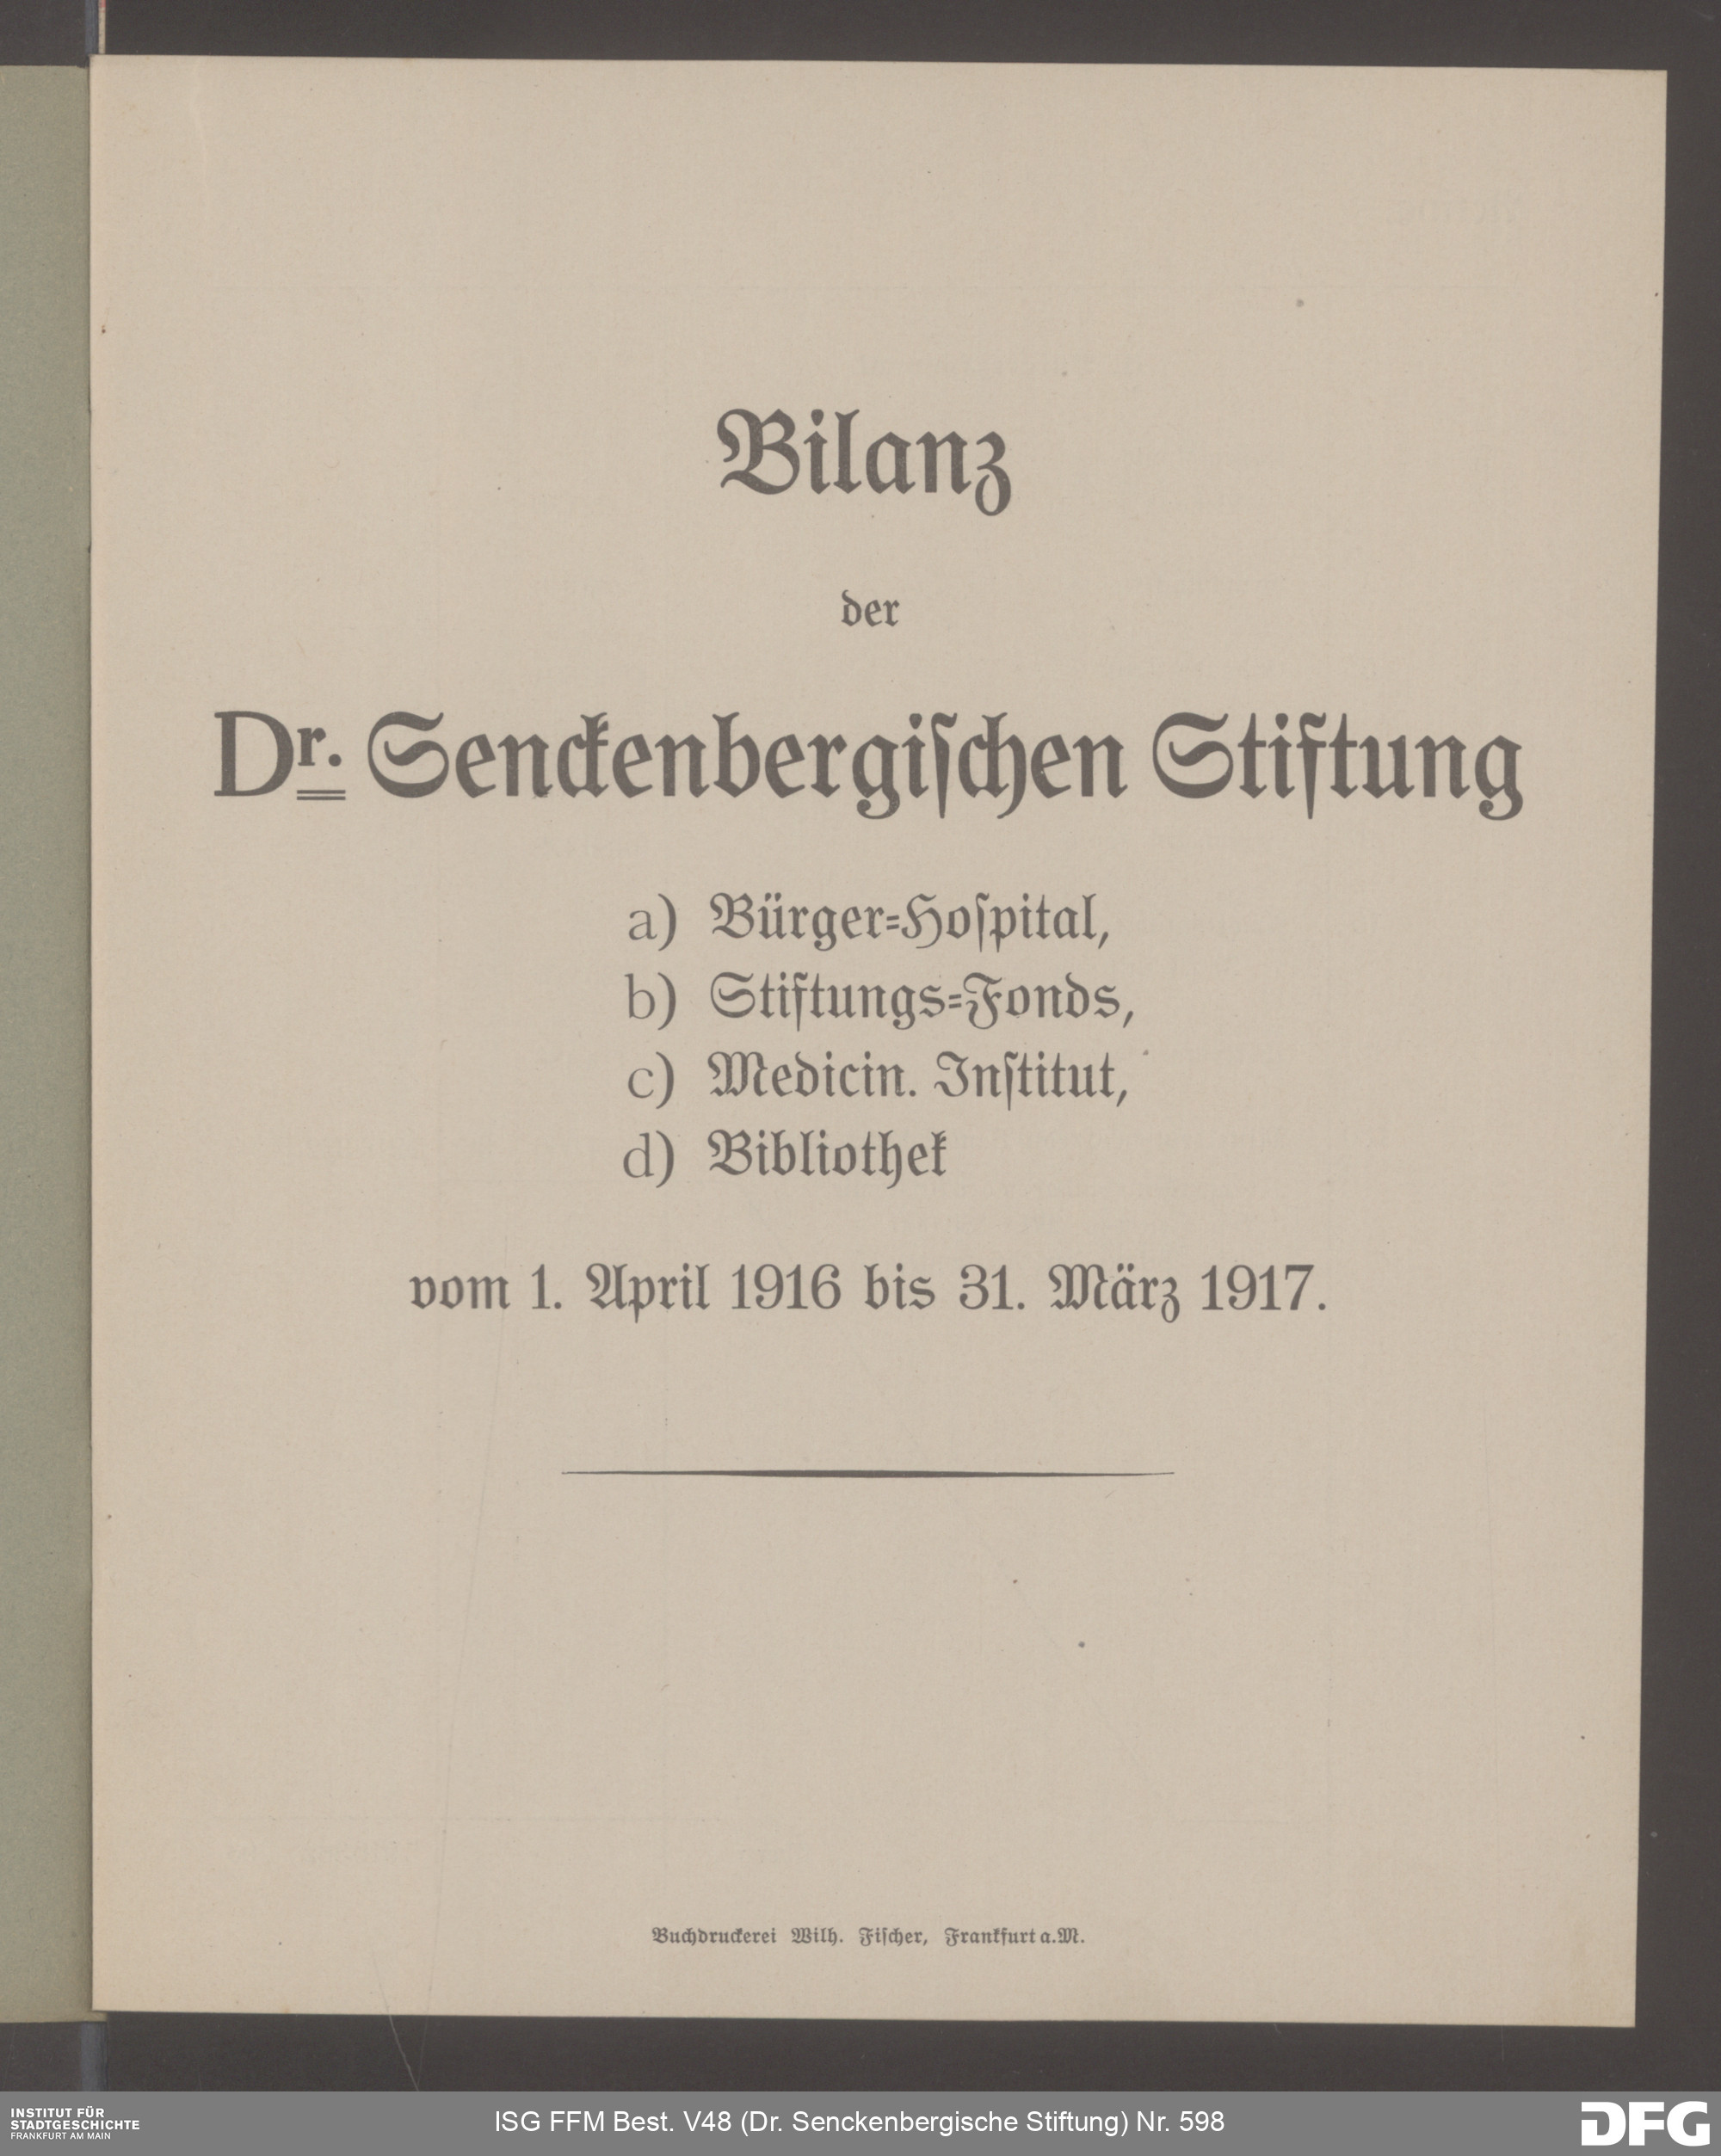 Bilanz
der
Dr. Senckenbergiſchen Stiftung
a) Bürger=Hoſpital,
b) Stiftungs=Fonds,
c) Medicin. Inſtitut,
d) Bibliothek
vom 1. April 1916 bis 31. März 1917.
Buchdruckerei Wilh. Fiſcher, Frankfurt a.M.
INSTITUT FÜR
STADTGESCHICHTE
FRANKFURT AM MAIN
ISG FFM Best. V48 (Dr. Senckenbergische Stiftung) Nr. 598
DFG